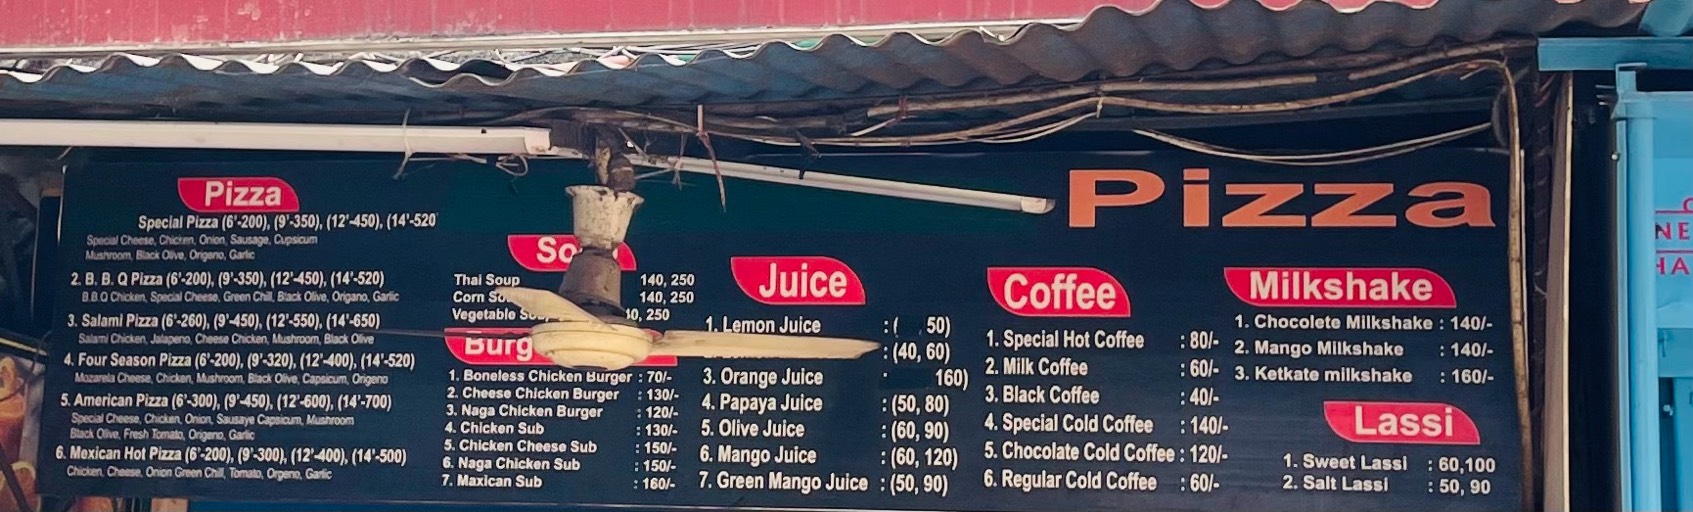 Pizza
Pizza
Special Pizza (6'-200), (9'-350), (12'-450), (14'-520
Special Cheese, Chicken, Onion, Sausage, Cupsicum
Mushroom, Black Olive, Origeno, Garlic
2. B. B. Q Pizza (6'-200), (9'-350), (12'-450), (14'-520)
B.B.Q Chicken, Special Cheese, Green Chill, Black Olive, Origano, Garlic
3. Salami Pizza (6'-260), (9'-450), (12'-550), (14'-650)
Salami Chicken, Jalapeno, Cheese Chicken, Mushroom, Black Olive
4. Four Season Pizza (6'-200), (9'-320), (12'-400), (14'-520)
Mozarela Cheese, Chicken, Mushroom, Black Olive, Capsicum, Origeno
5. American Pizza (6'-300), (9'-450), (12'-600), (14'-700)
Special Cheese, Chicken, Onion, Sausaye Capsicum, Mushroom
Black Olive, Fresh Tomato, Origeno, Garlic
6. Mexican Hot Pizza (6'-200), (9'-300), (12'-400), (14'-500)
Chicken, Cheese, Onion Green Chill, Tomato, Orgeno, Garlic
So
Thai Soup 140, 250
Corn 140, 250
Vegetable 250
Burg
1. Boneless Chicken Burger : 70/-
2. Cheese Chicken Burger : 130/-
3. Naga Chicken Burger : 120/-
4. Chicken Sub : 130/-
5. Chicken Cheese Sub : 150/-
6. Naga Chicken Sub : 150/-
7. Maxican Sub : 160/-
Juice
1. Lemon Juice : ( 50)
: (40, 60)
3. Orange Juice 160)
4. Papaya Juice : (50, 80)
5. Olive Juice : (60, 90)
6. Mango Juice : (60, 120)
7. Green Mango Juice : (50, 90)
Coffee
1. Special Hot Coffee : 80/-
2. Milk Coffee : 60/-
3. Black Coffee : 40/-
4. Special Cold Coffee : 140/-
5. Chocolate Cold Coffee : 120/-
6. Regular Cold Coffee : 60/-
Milkshake
1. Chocolete Milkshake : 140/-
2. Mango Milkshake : 140/-
3. Ketkate milkshake : 160/-
Lassi
1. Sweet Lassi : 60,100
2. Salt Lassi : 50, 90
NE
HA